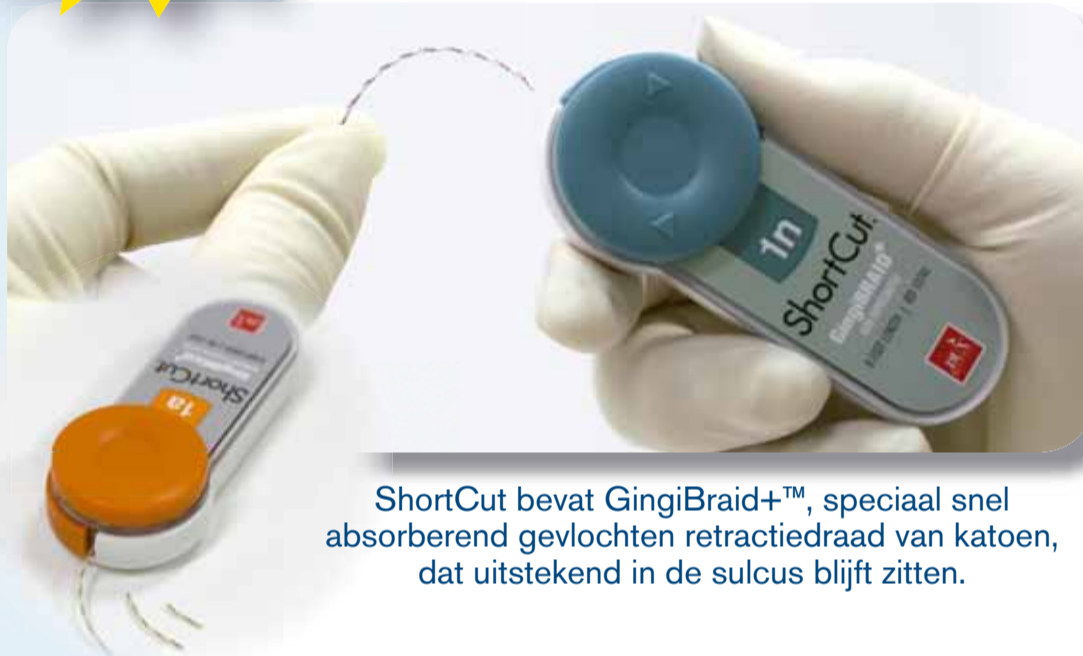 1n
ShortCut.
GingiBRAID®
1a
ShortCut
ShortCut bevat GingiBraid+™, speciaal snel
absorberend gevlochten retractiedraad van katoen,
dat uitstekend in de sulcus blijft zitten.